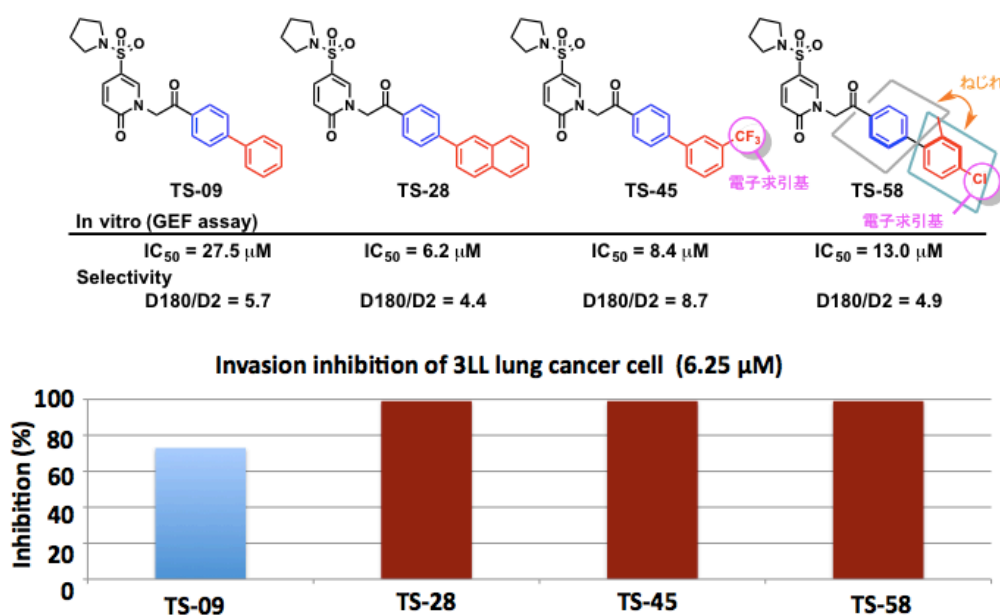 N S O O
N O
O
TS-09
N S O O
N O
O
TS-28
N S O O
N O
O
CF3
電子求引基
TS-45
N S O O
N O
O
ねじれ
Cl
電子求引基
TS-58
In vitro (GEF assay)
IC50 = 27.5 μM IC50 = 6.2 μM IC50 = 8.4 μM IC50 = 13.0 μM
Selectivity
D180/D2 = 5.7 D180/D2 = 4.4 D180/D2 = 8.7 D180/D2 = 4.9
Invasion inhibition of 3LL lung cancer cell (6.25 μM)
Inhibition (%)
100
80
60
40
20
0
TS-09 TS-28 TS-45 TS-58